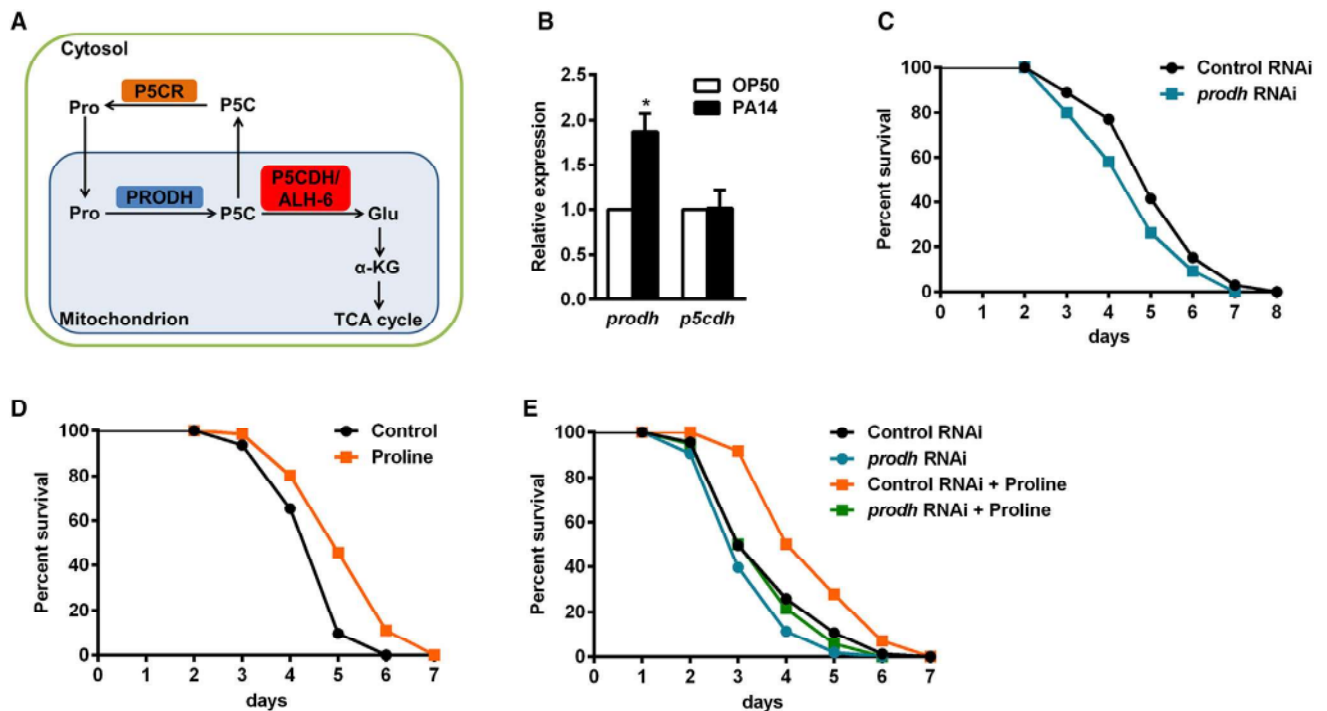 A
Cytosol
Pro
P5CR
P5C
Pro
PRODH
P5C
P5CDH/
ALH-6
Glu
α-KG
TCA cycle
Mitochondrion
B
Relative expression
2.5
2.0
1.5
1.0
0.5
0.0
*
OP50
PA14
prodh
p5cdh
C
Percent survival
100
80
60
40
20
0
0 1 2 3 4 5 6 7 8
days
Control RNAi
prodh RNAi
D
Percent survival
100
80
60
40
20
0
0 1 2 3 4 5 6 7
days
Control
Proline
E
Percent survival
100
80
60
40
20
0
0 1 2 3 4 5 6 7
days
Control RNAi
prodh RNAi
Control RNAi + Proline
prodh RNAi + Proline